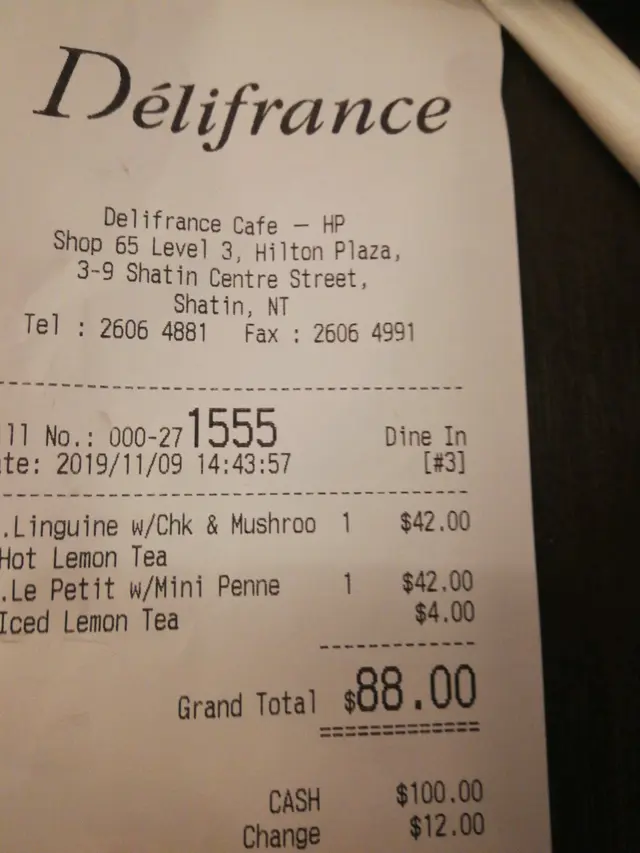 Délifrance
Delifrance Cafe – HP
Shop 65 Level 3, Hilton Plaza,
3-9 Shatin Centre Street,
Shatin, NT
Tel : 2606 4881 Fax : 2606 4991
ll No.: 000-27 1555 Dine In
te: 2019/11/09 14:43:57 [#3]
.Linguine w/Chk & Mushroo 1 $42.00
Hot Lemon Tea
.Le Petit w/Mini Penne 1 $42.00
Iced Lemon Tea $4.00
Grand Total $88.00
CASH $100.00
Change $12.00